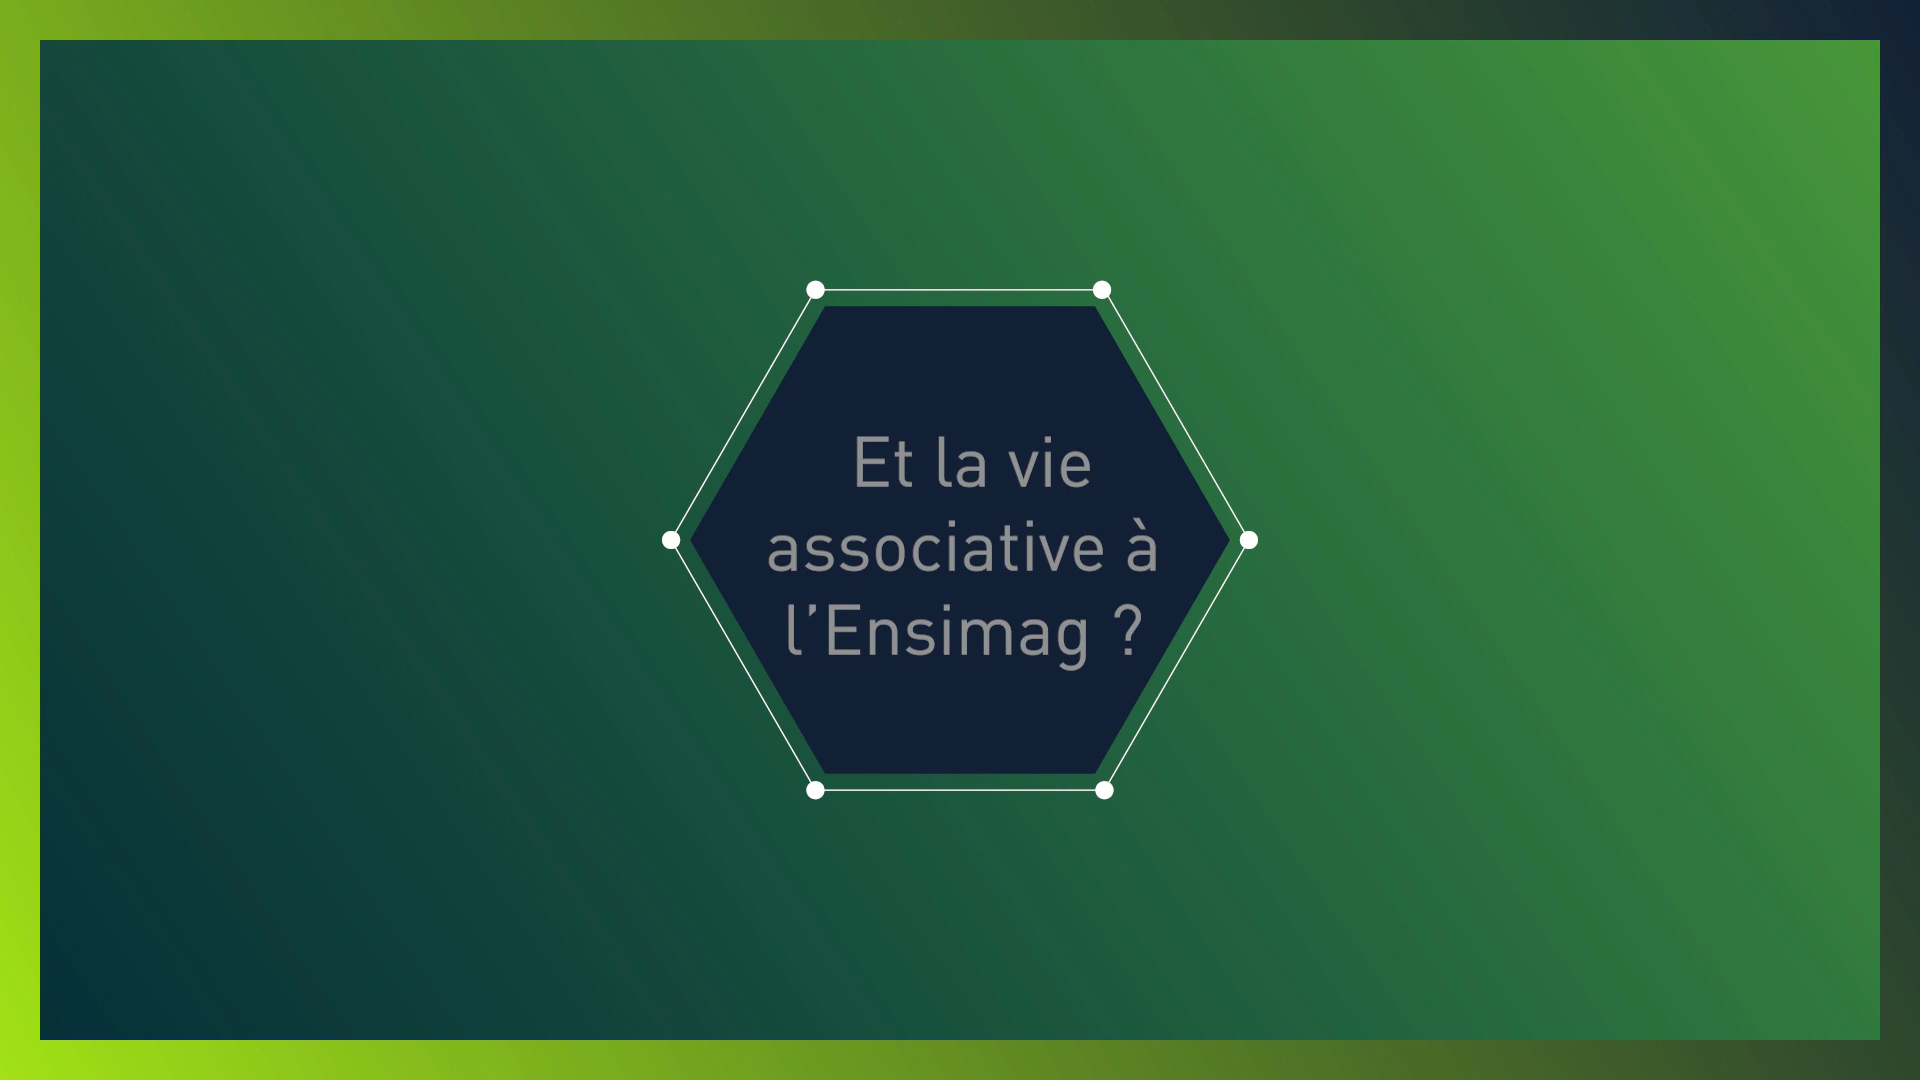 Et la vie
associative à
l’Ensimag ?